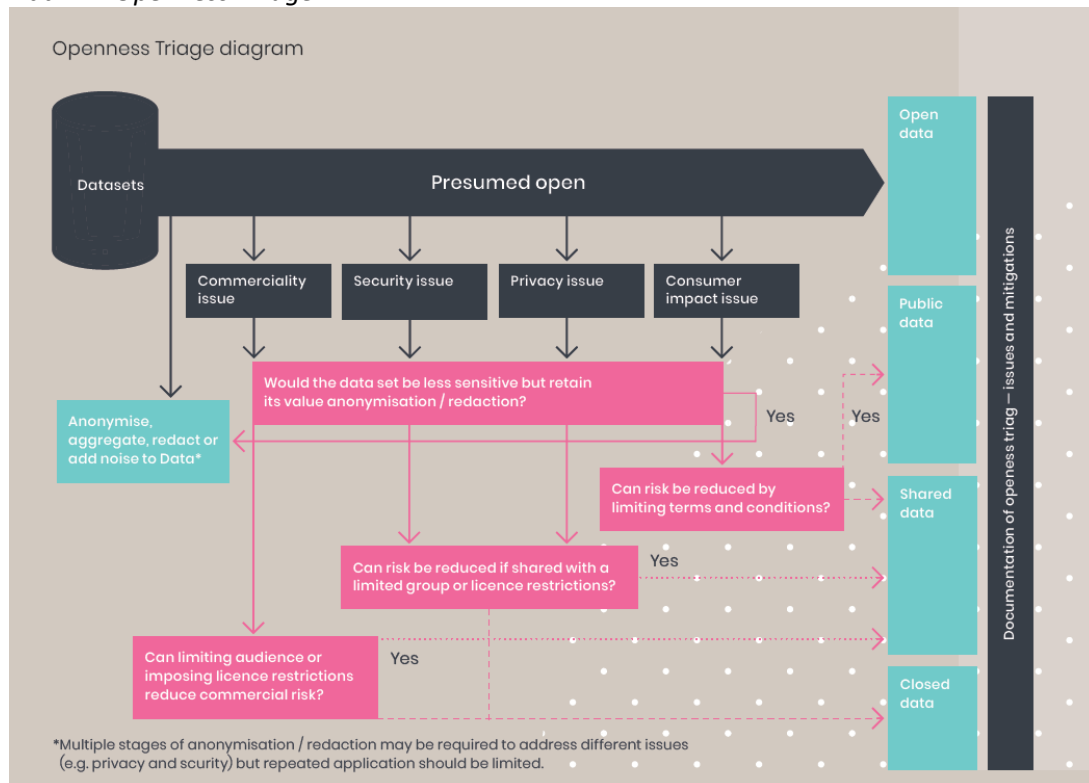 Openness Triage diagram
Datasets
Presumed open
Open
data
Commerciality
issue
Security issue
Privacy issue
Consumer
impact issue
Public
data
Would the data set be less sensitive but retain
its value anonymisation / redaction?
Yes
Yes
Anonymise,
aggregate, redact or
add noise to Data*
Can risk be reduced by
limiting terms and conditions?
Shared
data
Can risk be reduced if shared with a
limited group or licence restrictions?
Yes
Can limiting audience or
imposing licence restrictions
reduce commercial risk?
Yes
Closed
data
Documentation of openess triag – issues and mitigations
*Multiple stages of anonymisation / redaction may be required to address different issues
(e.g. privacy and scurity) but repeated application should be limited.